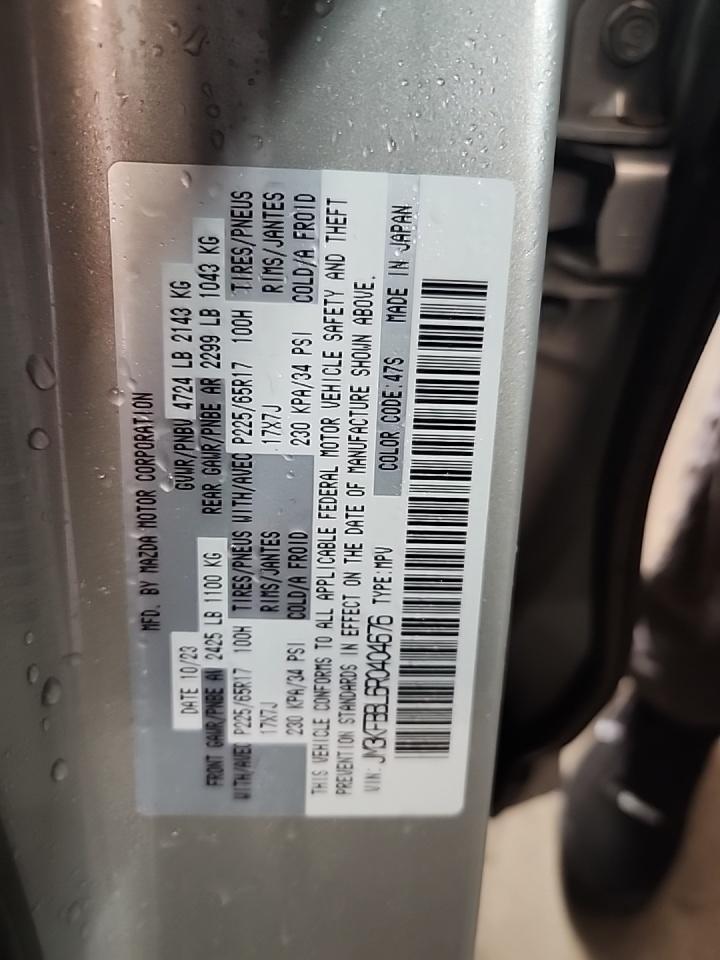 MFD. BY MAZDA MOTOR CORPORATION
DATE 10/23 GVWR/PNBV 4724 LB 2143 KG
FRONT GAWR/PNBE AV 2425 LB 1100 KG REAR GAWR/PNBE AR 2299 LB 1043 KG
WITH/AVEC P225/65R17 100H TIRES/PNEUS WITH/AVEC P225/65R17 100H TIRES/PNEUS
17X7J RIMS/JANTES 17X7J RIMS/JANTES
230 KPA/34 PSI COLD/A FROID 230 KPA/34 PSI COLD/A FROID
THIS VEHICLE CONFORMS TO ALL APPLICABLE FEDERAL MOTOR VEHICLE SAFETY AND THEFT
PREVENTION STANDARDS IN EFFECT ON THE DATE OF MANUFACTURE SHOWN ABOVE.
VIN: JM3KFBBL6R0404676 TYPE:MPV COLOR CODE:47S MADE IN JAPAN